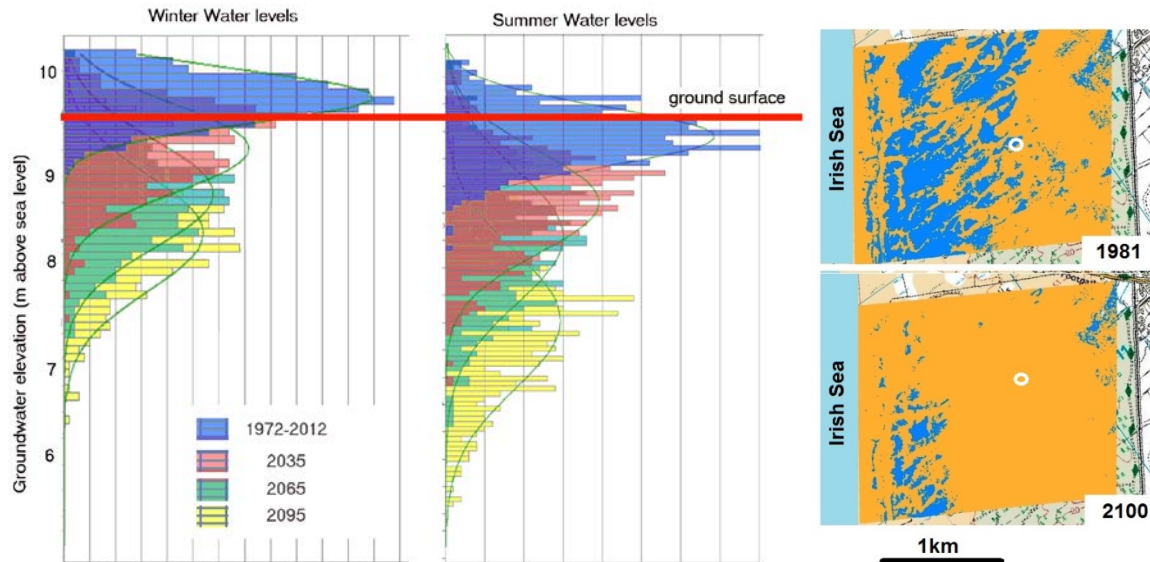 Winter Water levels
Summer Water levels
Groundwater elevation (m above sea level)
10
9
8
7
6
ground surface
1972-2012
2035
2065
2095
Irish Sea
1981
Irish Sea
2100
1km